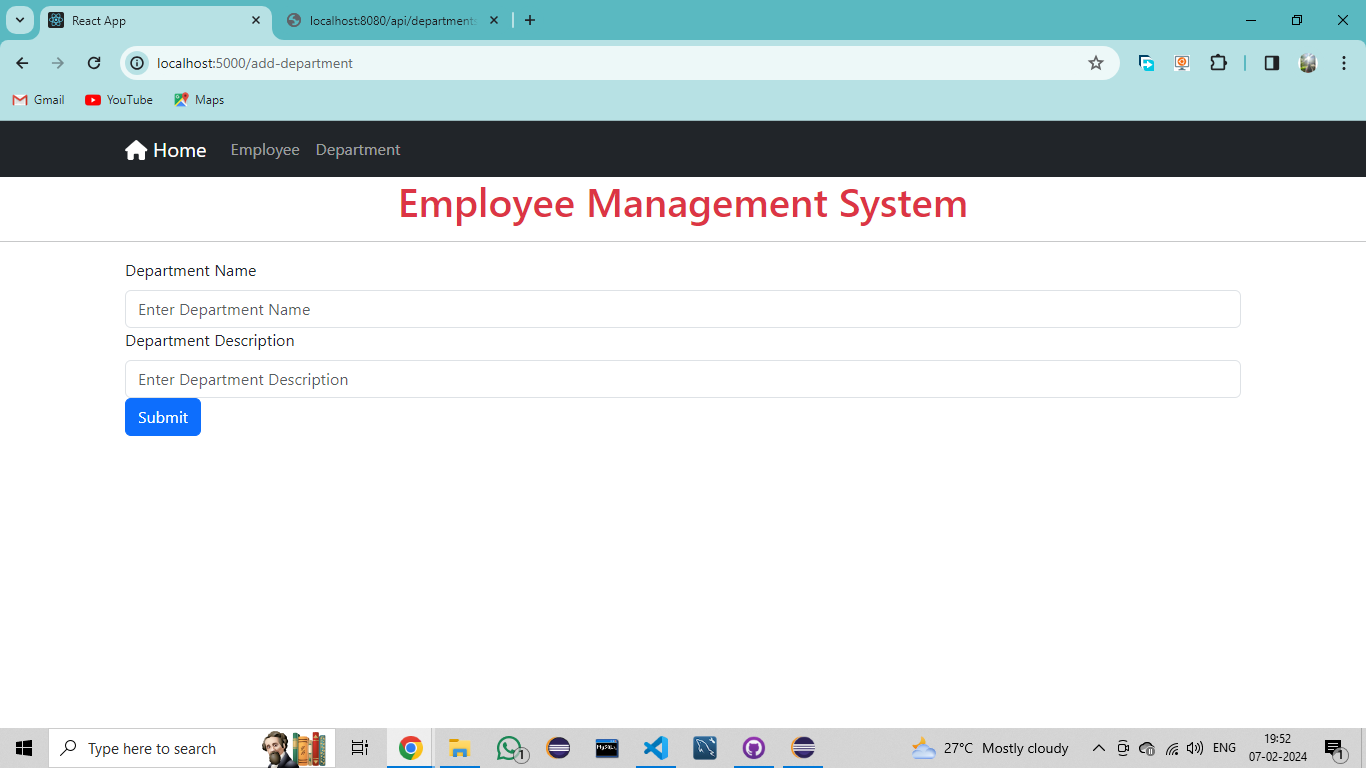 React App
localhost:8080/api/departments
localhost:5000/add-department
Gmail YouTube Maps
Home Employee Department
Employee Management System
Department Name
Enter Department Name
Department Description
Enter Department Description
Submit
Type here to search
1
MySQL
27°C Mostly cloudy
ENG
19:52
07-02-2024
1